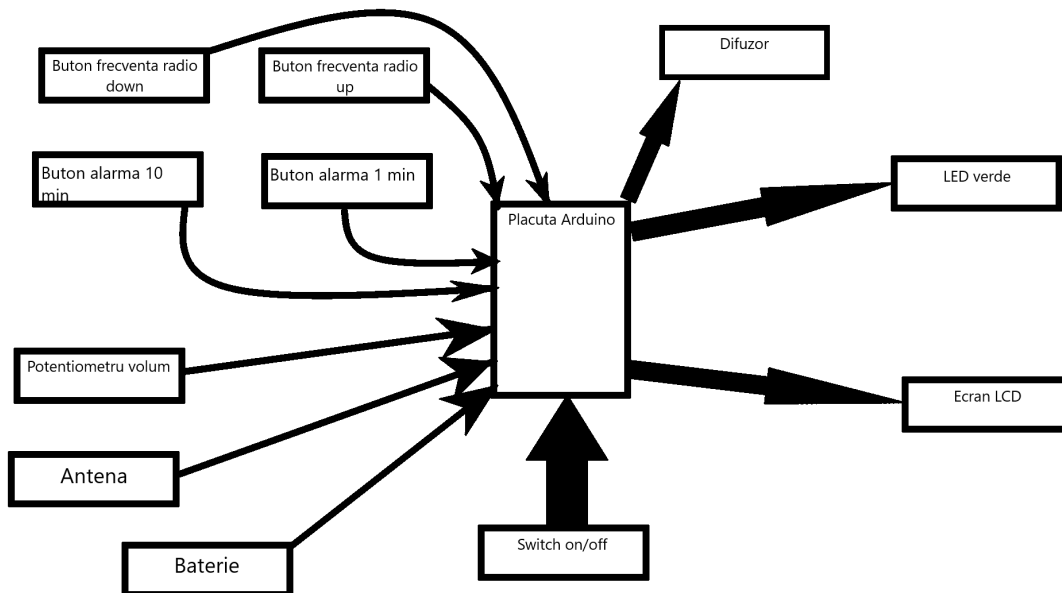 Buton frecventa radio
down
Buton frecventa radio
up
Difuzor
Buton alarma 10
min
Buton alarma 1 min
LED verde
Placuta Arduino
Potentiometru volum
Ecran LCD
Antena
Switch on/off
Baterie